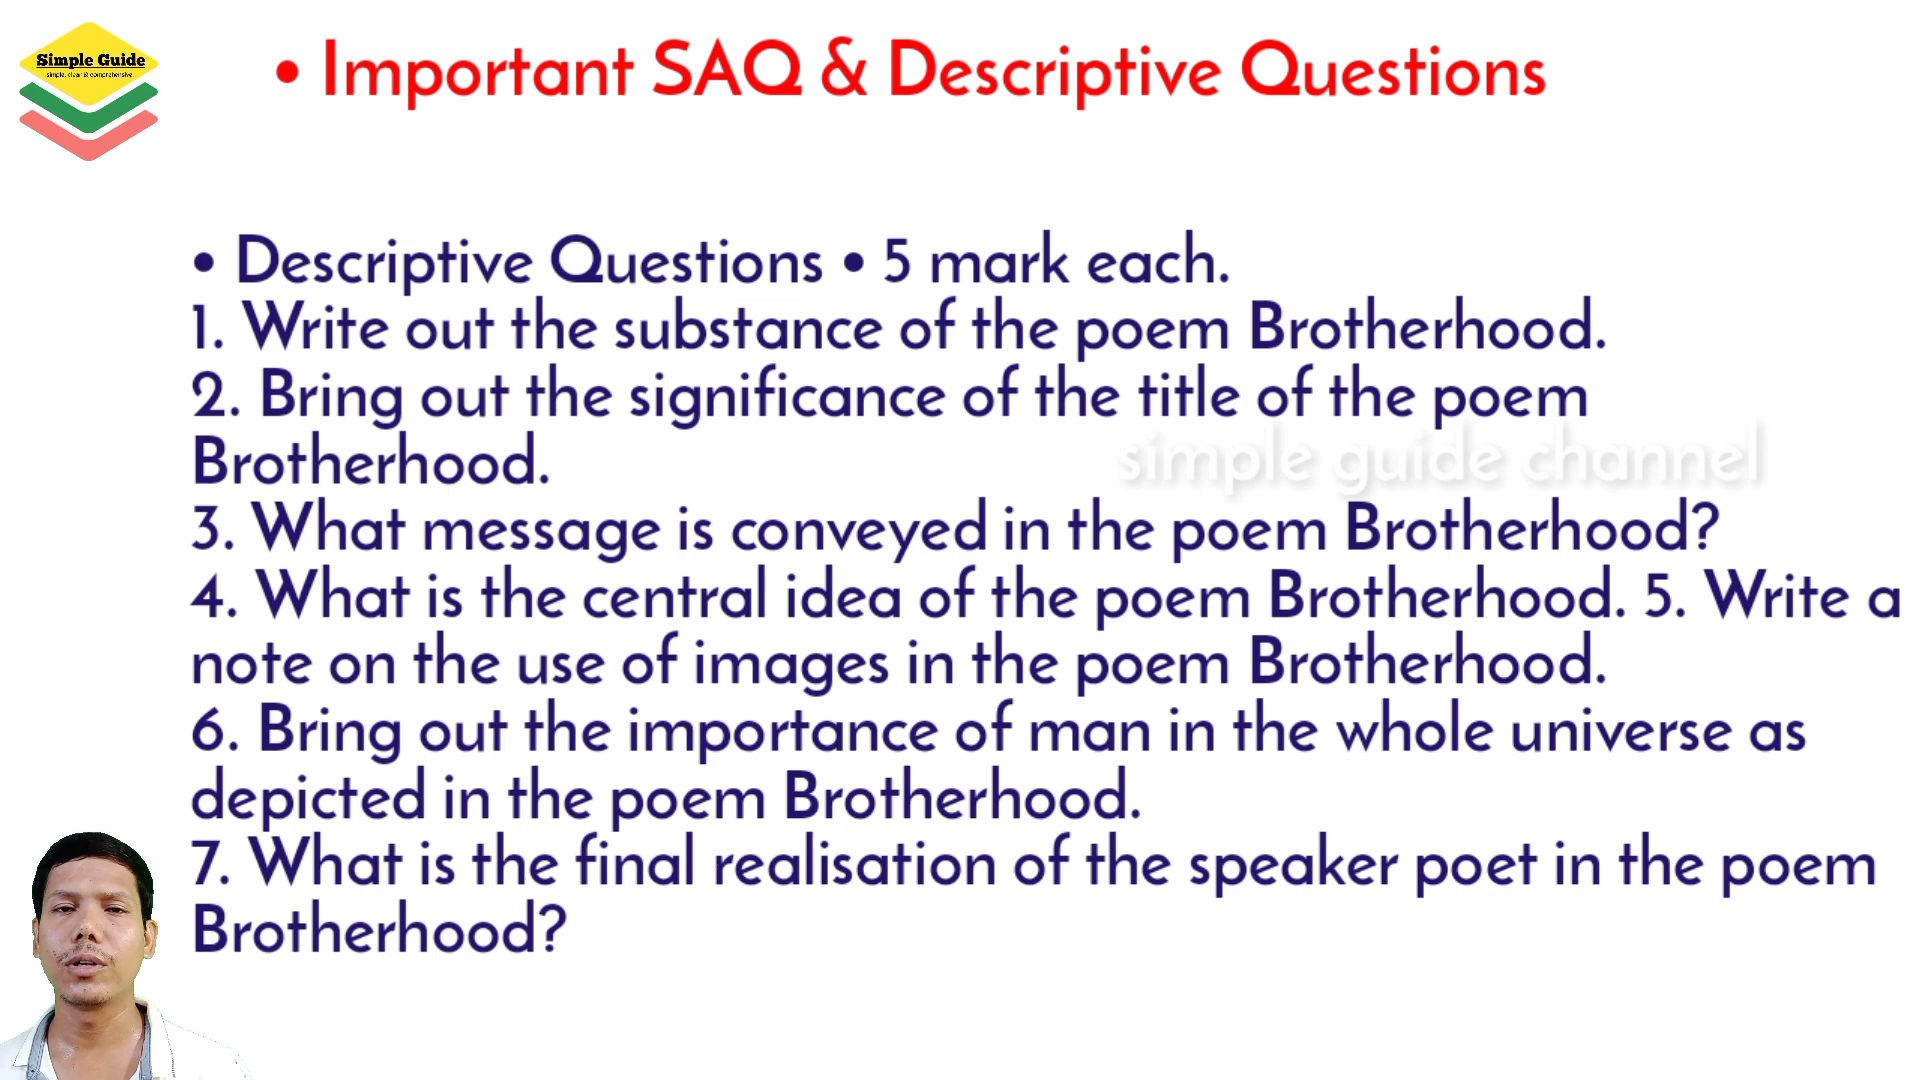 Simple Guide
simple, clear & comprehensive
• Important SAQ & Descriptive Questions
• Descriptive Questions • 5 mark each.
1. Write out the substance of the poem Brotherhood.
2. Bring out the significance of the title of the poem
Brotherhood.
simple guide channel
3. What message is conveyed in the poem Brotherhood?
4. What is the central idea of the poem Brotherhood. 5. Write a
note on the use of images in the poem Brotherhood.
6. Bring out the importance of man in the whole universe as
depicted in the poem Brotherhood.
7. What is the final realisation of the speaker poet in the poem
Brotherhood?